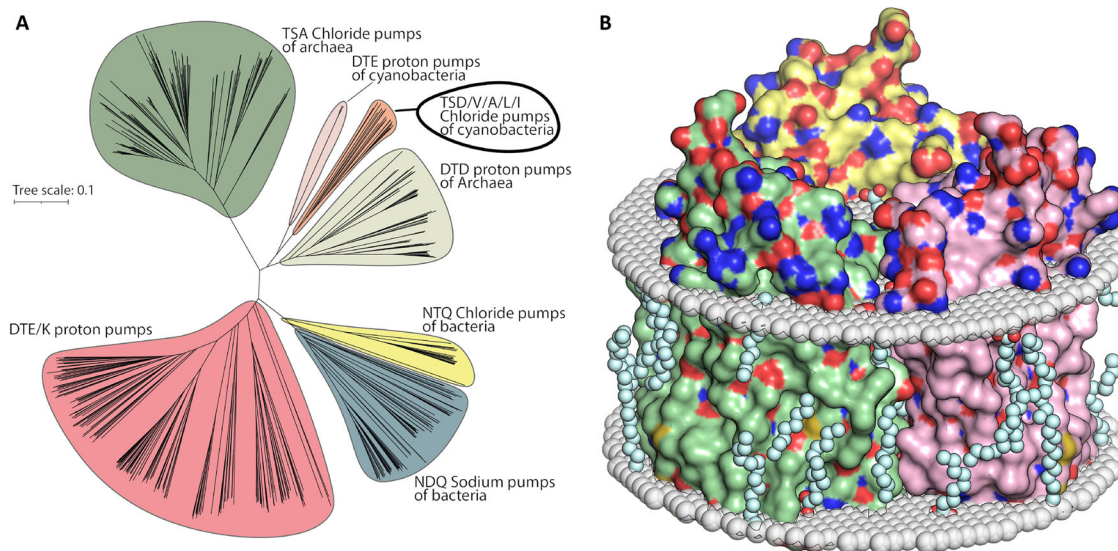 A
B
TSA Chloride pumps
of archaea
DTE proton pumps
of cyanobacteria
TSD/V/A/L/I
Chloride pumps
of cyanobacteria
DTD proton pumps
of Archaea
Tree scale: 0.1
NTQ Chloride pumps
of bacteria
DTE/K proton pumps
NDQ Sodium pumps
of bacteria